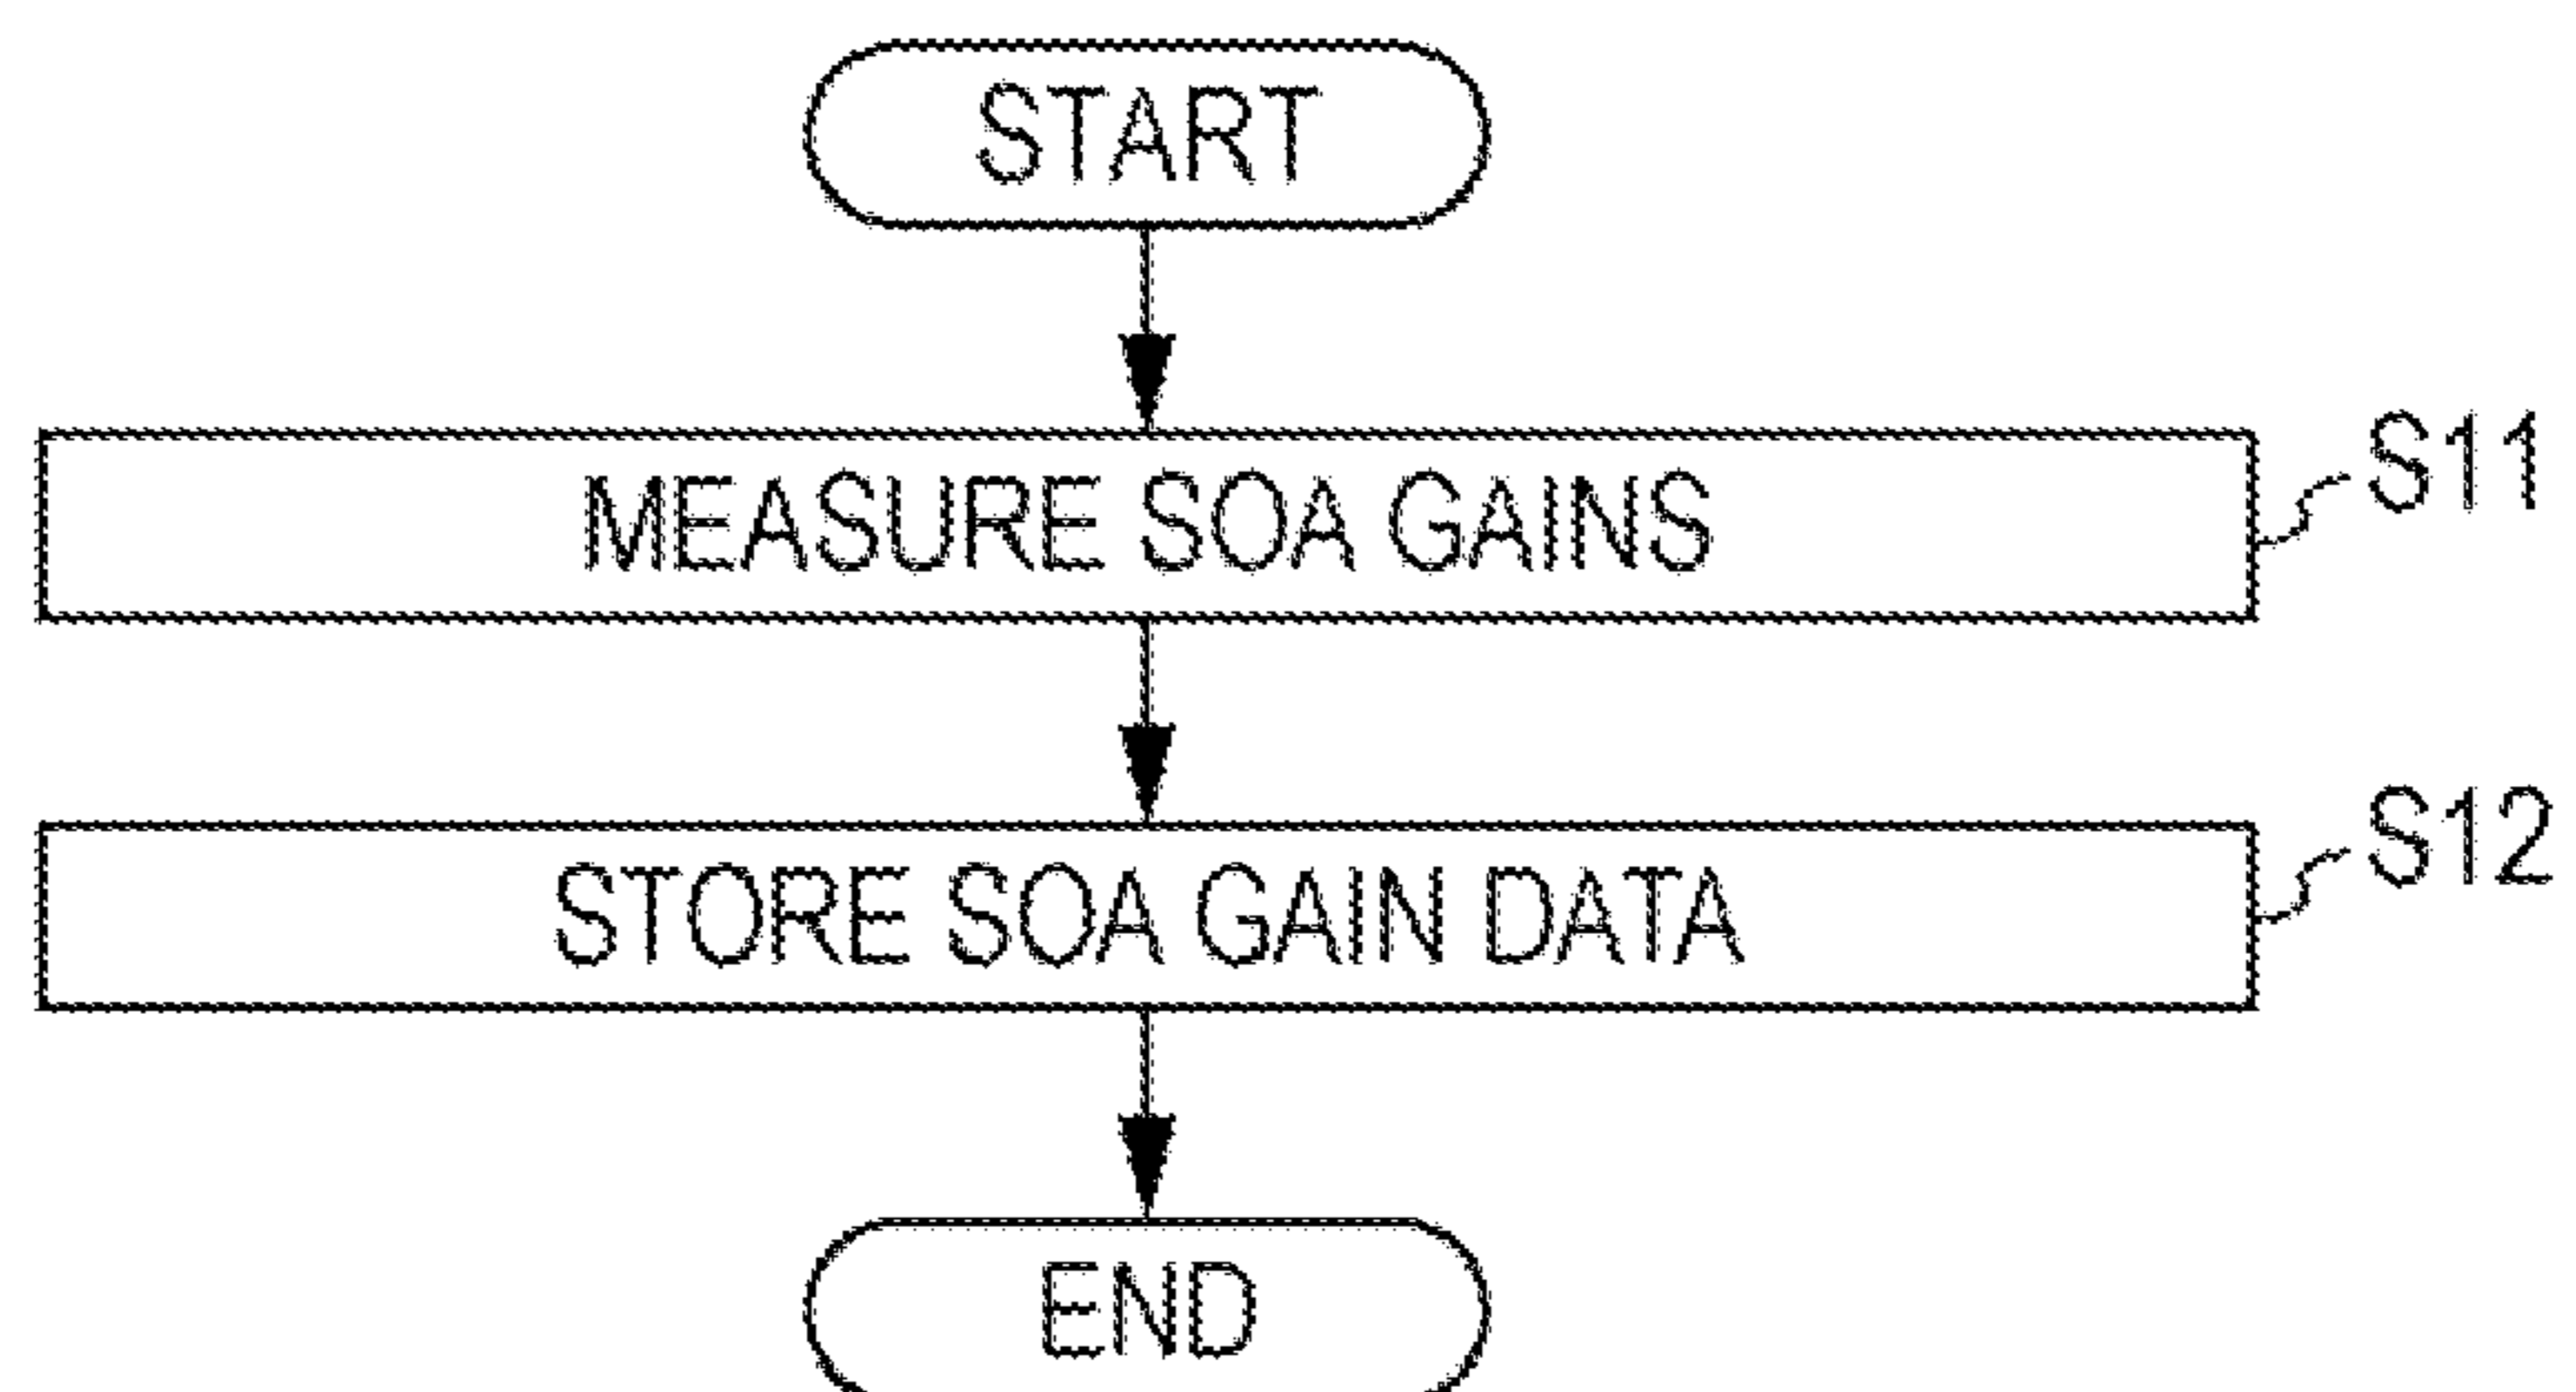 START
MEASURE SOA GAINS
S11
STORE SOA GAIN DATA
S12
END